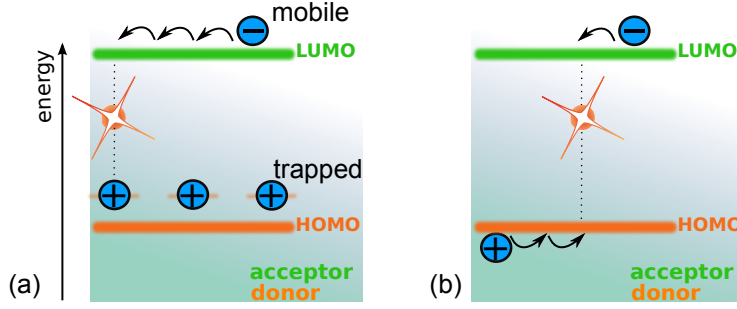 mobile
LUMO
energy
trapped
HOMO
acceptor
donor
(a)
LUMO
HOMO
acceptor
donor
(b)